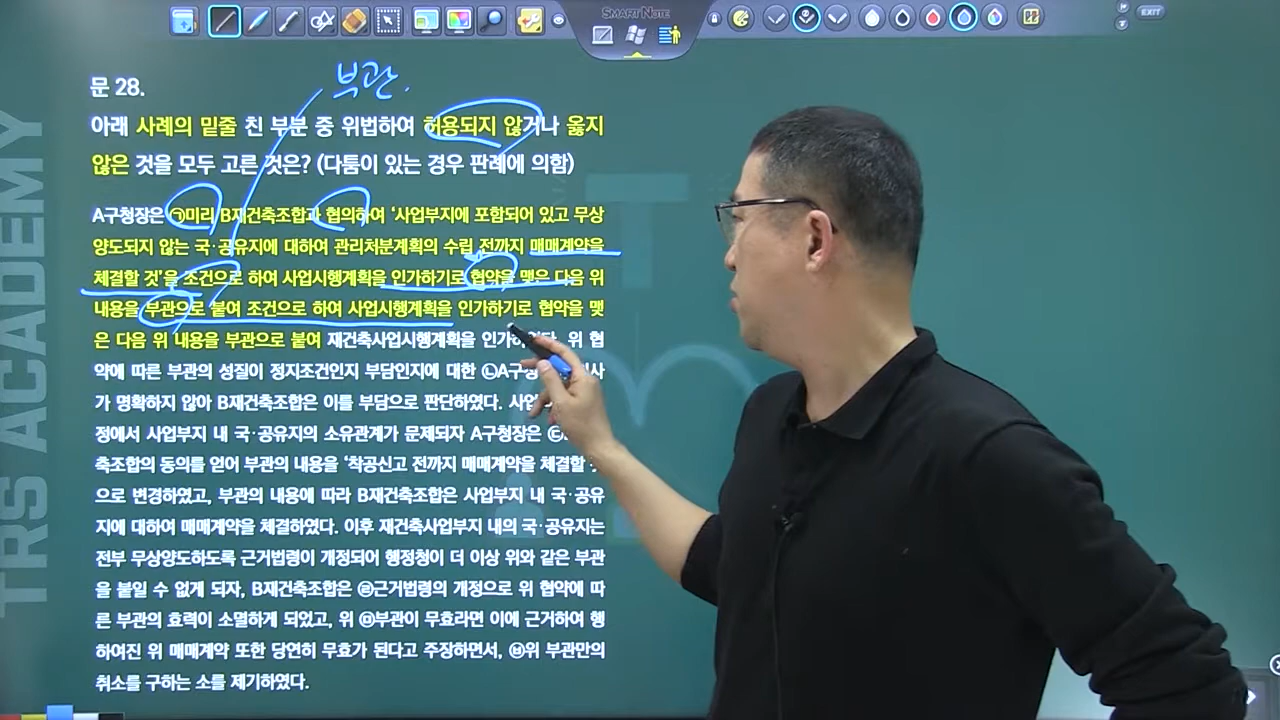 SMART NOTE
EXIT
TRS ACADEMY
부관.
문 28.
아래 사례의 밑줄 친 부분 중 위법하여 허용되지 않거나 옳지
않은 것을 모두 고른 것은? (다툼이 있는 경우 판례에 의함)
A구청장은 ㉠미리 B재건축조합과 협의하여 ‘사업부지에 포함되어 있고 무상
양도되지 않는 국·공유지에 대하여 관리처분계획의 수립 전까지 매매계약을
체결할 것’을 조건으로 하여 사업시행계획을 인가하기로 협약을 맺은 다음 위
내용을 부관으로 붙여 조건으로 하여 사업시행계획을 인가하기로 협약을 맺
은 다음 위 내용을 부관으로 붙여 재건축사업시행계획을 위 협
약에 따른 부관의 성질이 정지조건인지 부담인지에 대한 ㉡A구청
가 명확하지 않아 B재건축조합은 이를 부담으로 판단하였다.
정에서 사업부지 내 국·공유지의 소유관계가 문제되자 A구청장은
축조합의 동의를 얻어 부관의 내용을 ‘착공신고 전까지 매매계약을 체결할
으로 변경하였고, 부관의 내용에 따라 B재건축조합은 사업부지 내 국·공유
지에 대하여 매매계약을 체결하였다. 이후 재건축사업부지 내의 국·공유지는
전부 무상양도하도록 근거법령이 개정되어 행정청이 더 이상 위와 같은 부관
을 붙일 수 없게 되자, B재건축조합은 ㉣근거법령의 개정으로 위 협약에 따
른 부관의 효력이 소멸하게 되었고, 위 ㉤부관이 무효라면 이에 근거하여 행
하여진 위 매매계약 또한 당연히 무효가 된다고 주장하면서, ㉥위 부관만의
취소를 구하는 소를 제기하였다.